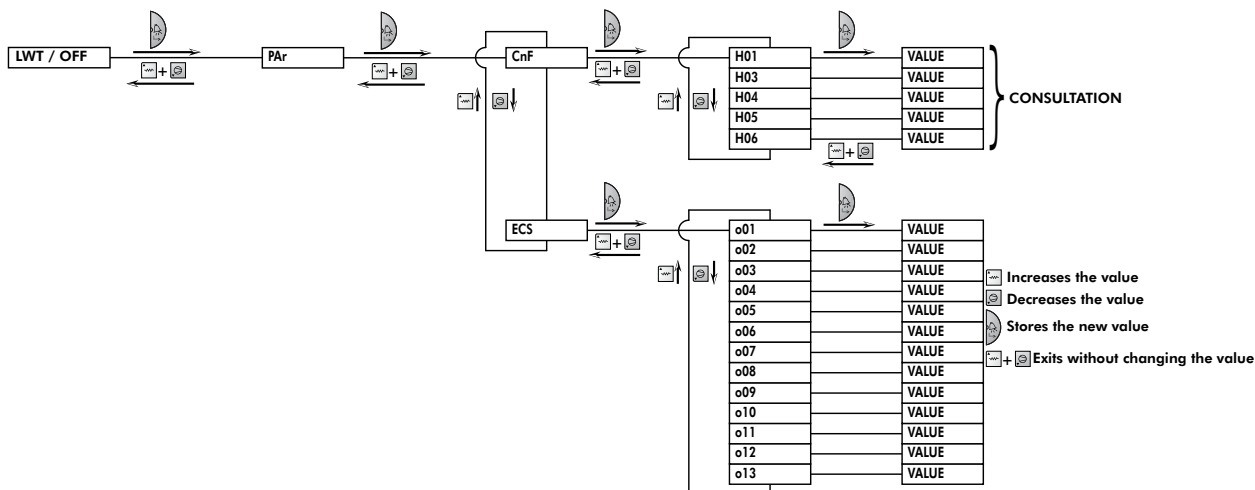 LWT / OFF
PAr
CnF
H01 VALUE
H03 VALUE
H04 VALUE
H05 VALUE
H06 VALUE
CONSULTATION
+
+
+
+
ECS
+
o01 VALUE
o02 VALUE
o03 VALUE
o04 VALUE
o05 VALUE
o06 VALUE
o07 VALUE
o08 VALUE
o09 VALUE
o10 VALUE
o11 VALUE
o12 VALUE
o13 VALUE
Increases the value
Decreases the value
Stores the new value
+ Exits without changing the value